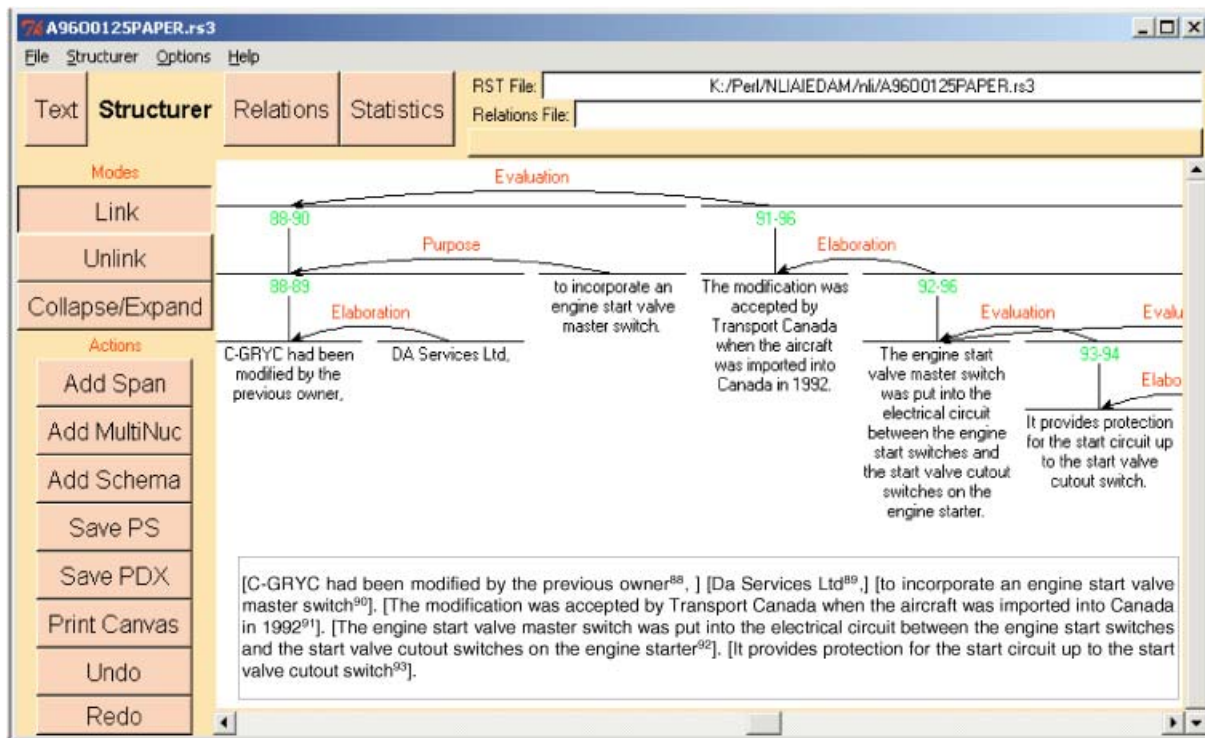 A96O0125PAPER.rs3
File Structurer Options Help
Text Structurer Relations Statistics
RST File: K:/Perl/NLIAIEDAM/nli/A96O0125PAPER.rs3
Relations File:
Modes
Link
Unlink
Collapse/Expand
Actions
Add Span
Add MultiNuc
Add Schema
Save PS
Save PDX
Print Canvas
Undo
Redo
Evaluation
88-90
91-96
Purpose
Elaboration
88-89
to incorporate an
engine start valve
master switch.
The modification was
accepted by
Transport Canada
when the aircraft
was imported into
Canada in 1992.
92-96
Elaboration
Evaluation
Evalu
C-GRYC had been
modified by the
previous owner,
DA Services Ltd,
The engine start
valve master switch
was put into the
electrical circuit
between the engine
start switches and
the start valve cutout
switches on the
engine starter.
93-94
Elabo
It provides protection
for the start circuit up
to the start valve
cutout switch.
[C-GRYC had been modified by the previous owner88, ] [Da Services Ltd89,] [to incorporate an engine start valve
master switch90]. [The modification was accepted by Transport Canada when the aircraft was imported into Canada
in 199291]. [The engine start valve master switch was put into the electrical circuit between the engine start switches
and the start valve cutout switches on the engine starter92]. [It provides protection for the start circuit up to the start
valve cutout switch93].